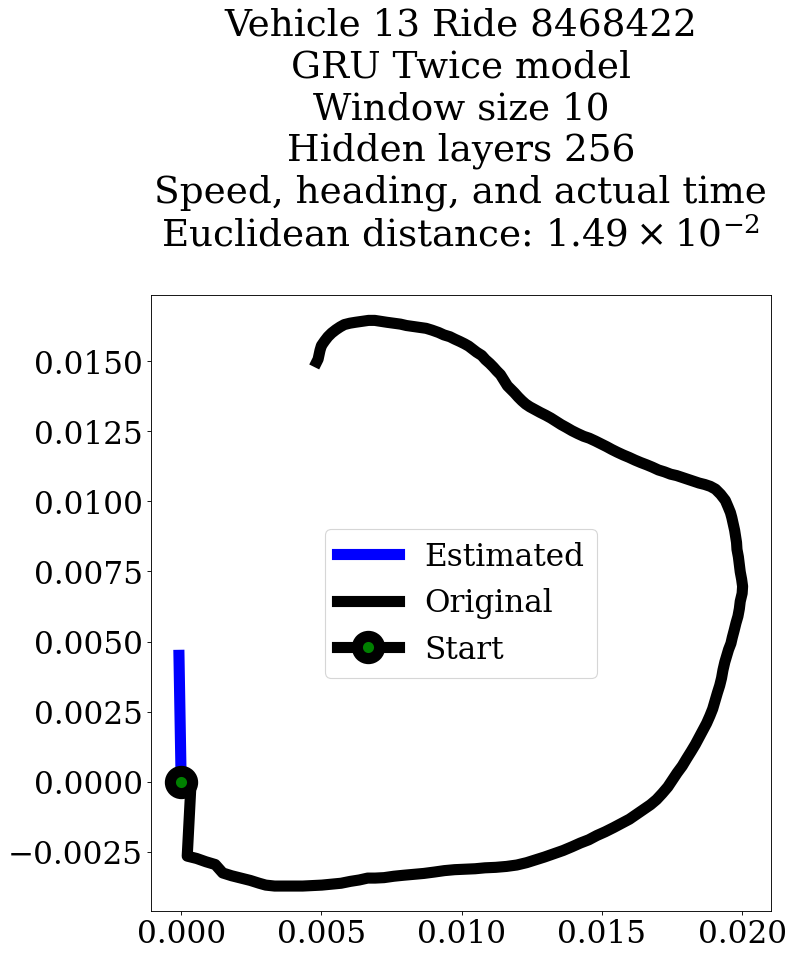 Vehicle 13 Ride 8468422
GRU Twice model
Window size 10
Hidden layers 256
Speed, heading, and actual time
Euclidean distance: 1.49 × 10⁻²
0.0150
0.0125
0.0100
0.0075
0.0050
0.0025
0.0000
−0.0025
Estimated
Original
Start
0.000 0.005 0.010 0.015 0.020